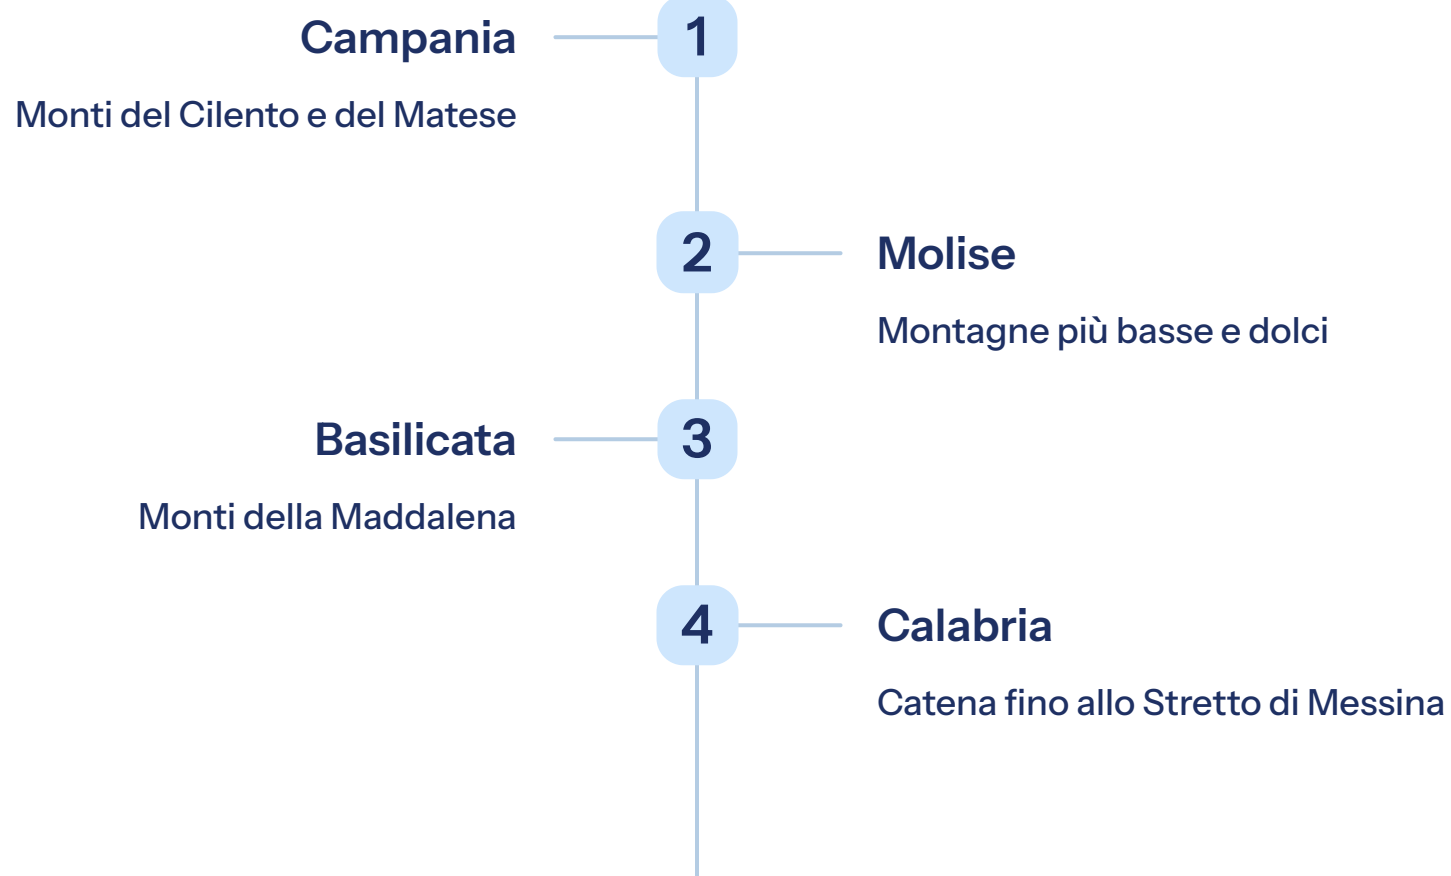 Campania
1
Monti del Cilento e del Matese
2
Molise
Montagne più basse e dolci
Basilicata
3
Monti della Maddalena
4
Calabria
Catena fino allo Stretto di Messina